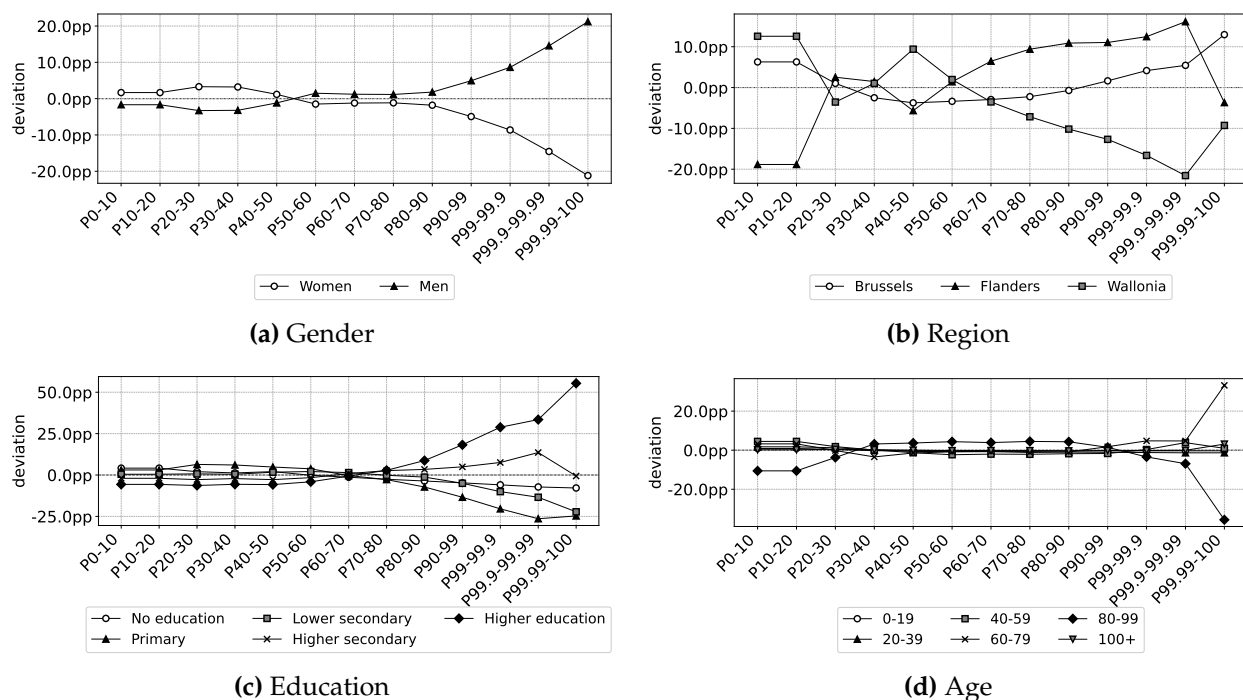 20.0pp
10.0pp
0.0pp
-10.0pp
-20.0pp
deviation
P0-10
P10-20
P20-30
P30-40
P40-50
P50-60
P60-70
P70-80
P80-90
P90-99
P99-99.9
P99.9-99.99
P99.99-100
Women Men
(a) Gender
10.0pp
0.0pp
-10.0pp
-20.0pp
deviation
P0-10
P10-20
P20-30
P30-40
P40-50
P50-60
P60-70
P70-80
P80-90
P90-99
P99-99.9
P99.9-99.99
P99.99-100
Brussels Flanders Wallonia
(b) Region
50.0pp
25.0pp
0.0pp
-25.0pp
deviation
P0-10
P10-20
P20-30
P30-40
P40-50
P50-60
P60-70
P70-80
P80-90
P90-99
P99-99.9
P99.9-99.99
P99.99-100
No education Lower secondary Higher education
Primary Higher secondary
(c) Education
20.0pp
0.0pp
-20.0pp
deviation
P0-10
P10-20
P20-30
P30-40
P40-50
P50-60
P60-70
P70-80
P80-90
P90-99
P99-99.9
P99.9-99.99
P99.99-100
0-19 40-59 80-99
20-39 60-79 100+
(d) Age